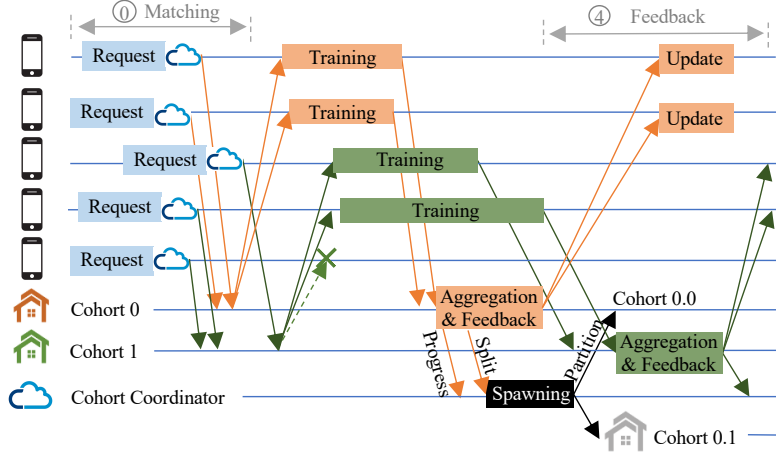 ⓪ Matching
④ Feedback
Request
Training
Update
Request
Training
Update
Request
Training
Request
Training
Request
Cohort 0
Aggregation
& Feedback
Cohort 0.0
Cohort 1
Progress
Split
Partition
Aggregation
& Feedback
Cohort Coordinator
Spawning
Cohort 0.1